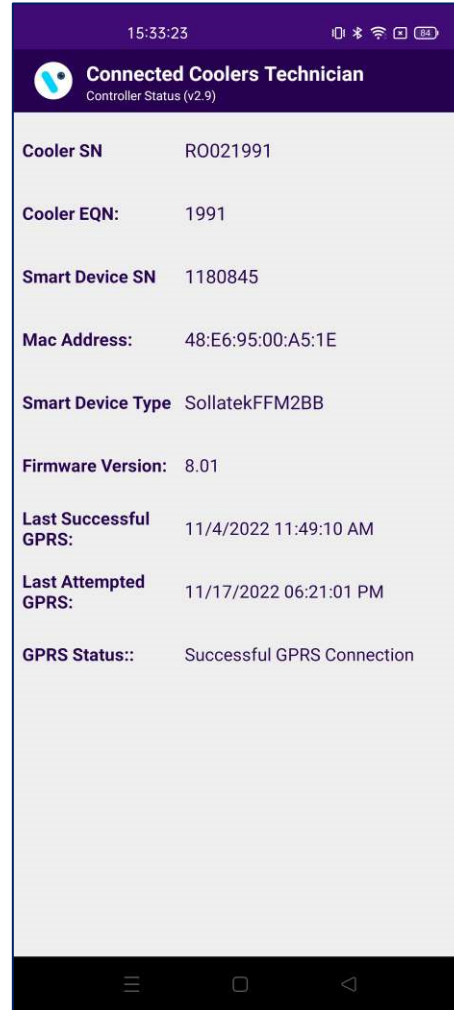 15:33:23
84
Connected Coolers Technician
Controller Status (v2.9)
Cooler SN RO021991
Cooler EQN: 1991
Smart Device SN 1180845
Mac Address: 48:E6:95:00:A5:1E
Smart Device Type SollatekFFM2BB
Firmware Version: 8.01
Last Successful
GPRS: 11/4/2022 11:49:10 AM
Last Attempted
GPRS: 11/17/2022 06:21:01 PM
GPRS Status:: Successful GPRS Connection